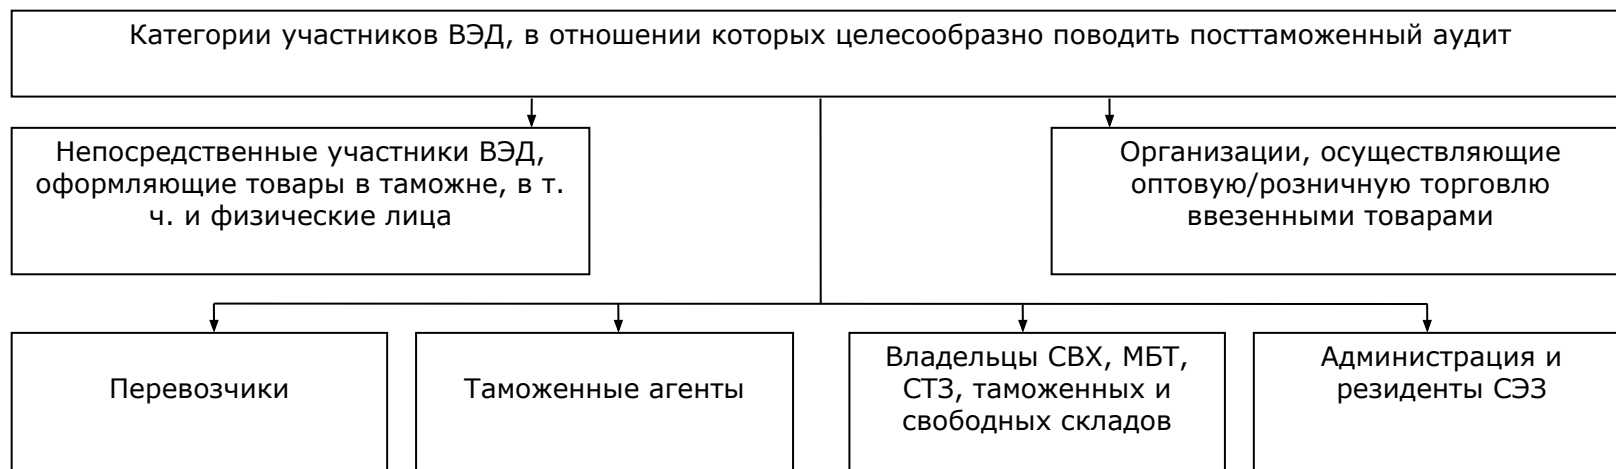 Категории участников ВЭД, в отношении которых целесообразно поводить посттаможенный аудит
Непосредственные участники ВЭД,
оформляющие товары в таможне, в т.
ч. и физические лица
Организации, осуществляющие
оптовую/розничную торговлю
ввезенными товарами
Перевозчики
Таможенные агенты
Владельцы СВХ, МБТ,
СТЗ, таможенных и
свободных складов
Администрация и
резиденты СЭЗ